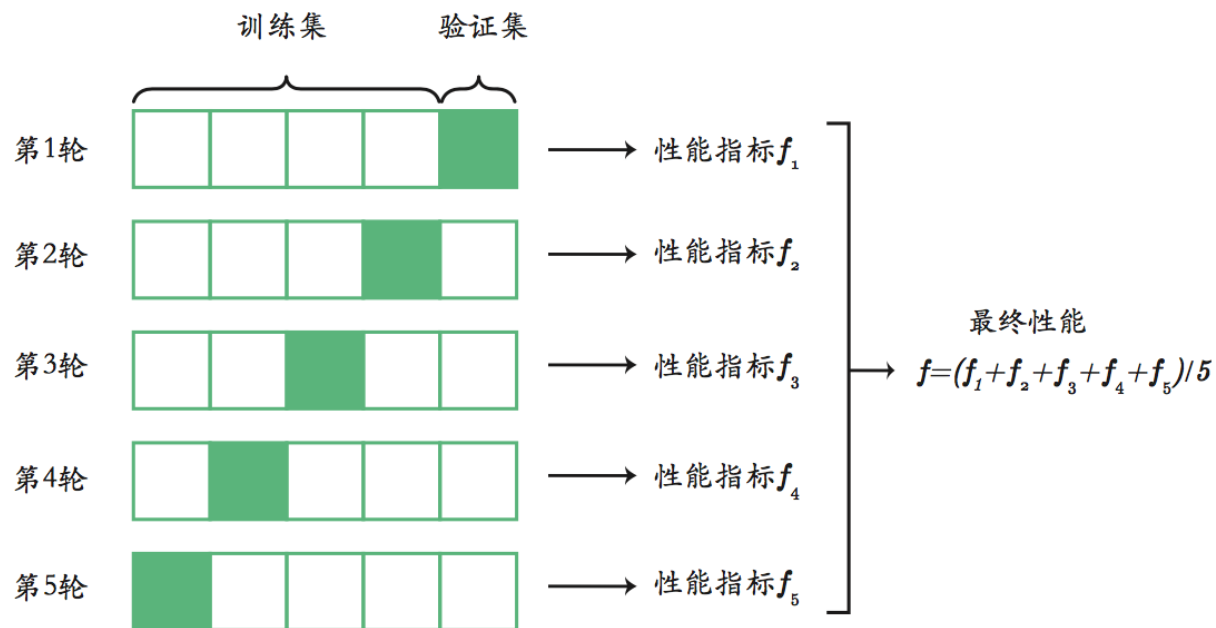 训练集 验证集
第1轮 性能指标f₁
第2轮 性能指标f₂
第3轮 性能指标f₃
第4轮 性能指标f₄
第5轮 性能指标f₅
最终性能
f=(f₁+f₂+f₃+f₄+f₅)/5